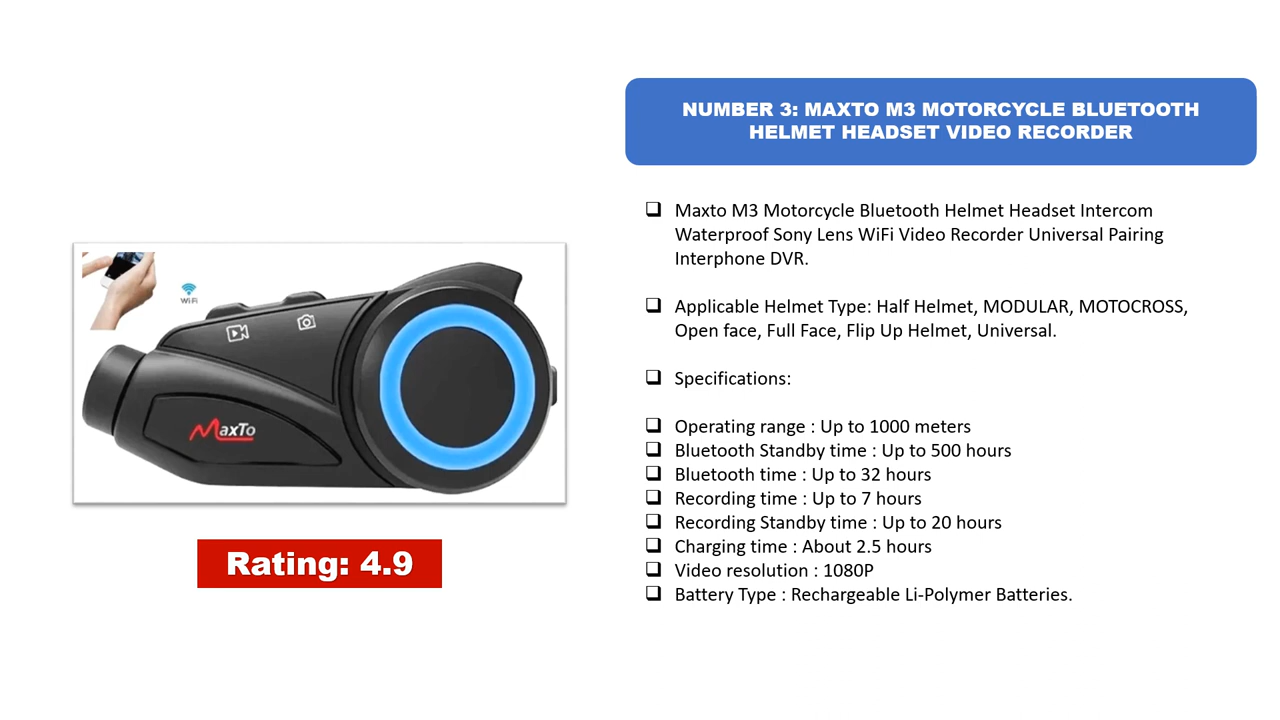 NUMBER 3: MAXTO M3 MOTORCYCLE BLUETOOTH
HELMET HEADSET VIDEO RECORDER
Maxto M3 Motorcycle Bluetooth Helmet Headset Intercom
Waterproof Sony Lens WiFi Video Recorder Universal Pairing
Interphone DVR.
Applicable Helmet Type: Half Helmet, MODULAR, MOTOCROSS,
Open face, Full Face, Flip Up Helmet, Universal.
Specifications:
Operating range : Up to 1000 meters
Bluetooth Standby time : Up to 500 hours
Bluetooth time : Up to 32 hours
Recording time : Up to 7 hours
Recording Standby time : Up to 20 hours
Charging time : About 2.5 hours
Video resolution : 1080P
Battery Type : Rechargeable Li-Polymer Batteries.
WiFi
MaxTo
Rating: 4.9